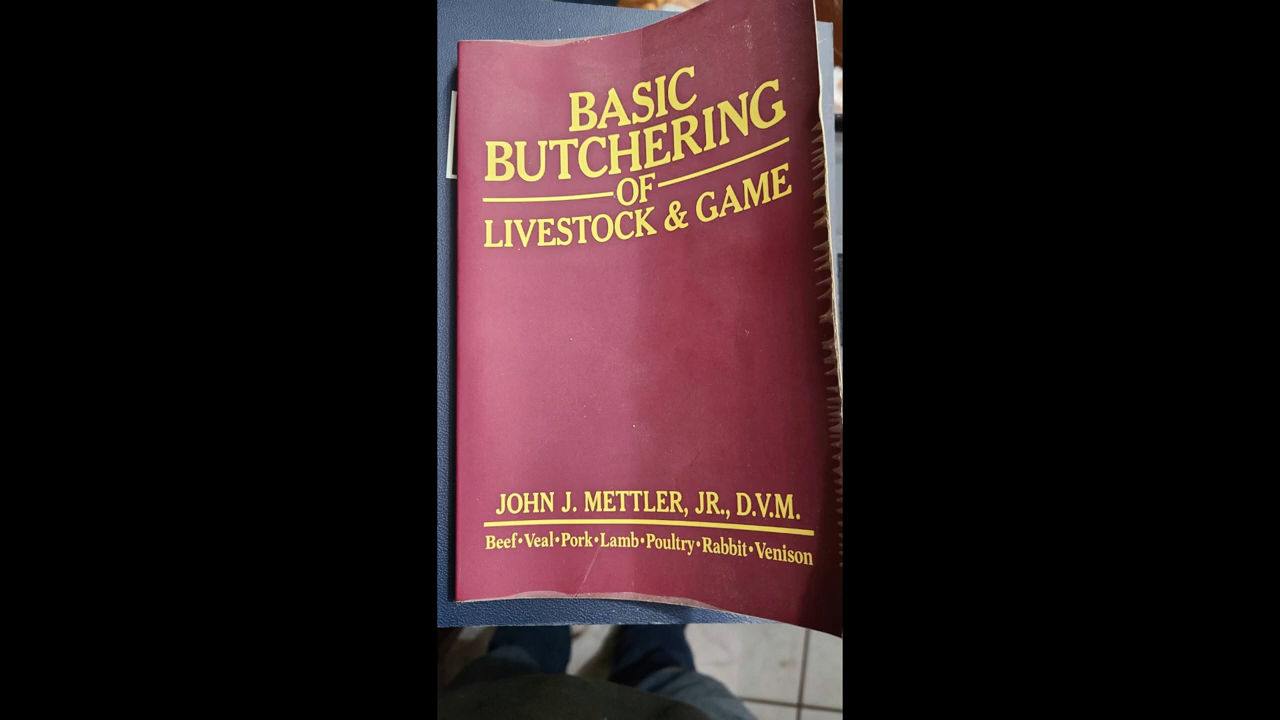 BASIC
BUTCHERING
OF
LIVESTOCK & GAME
JOHN J. METTLER, JR., D.V.M.
Beef•Veal•Pork•Lamb•Poultry•Rabbit•Venison